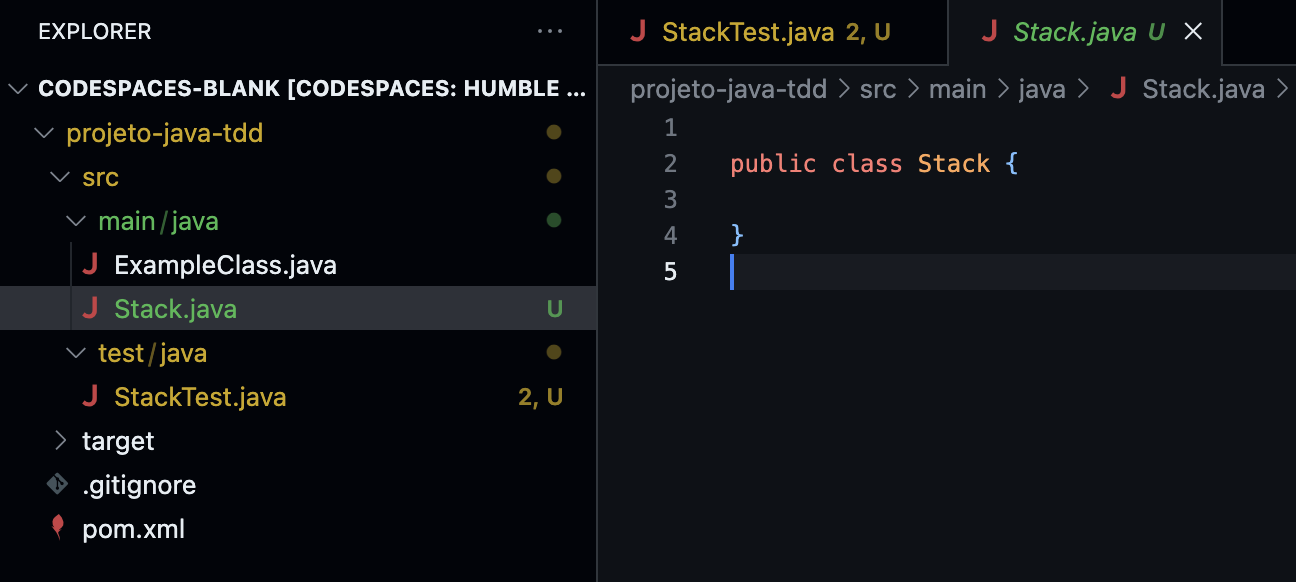 EXPLORER ...
CODESPACES-BLANK [CODESPACES: HUMBLE ...
projeto-java-tdd
src
main/java
ExampleClass.java
Stack.java U
test/java
StackTest.java 2, U
target
.gitignore
pom.xml
StackTest.java 2, U Stack.java U
projeto-java-tdd > src > main > java > Stack.java >
1
2 public class Stack {
3
4 }
5